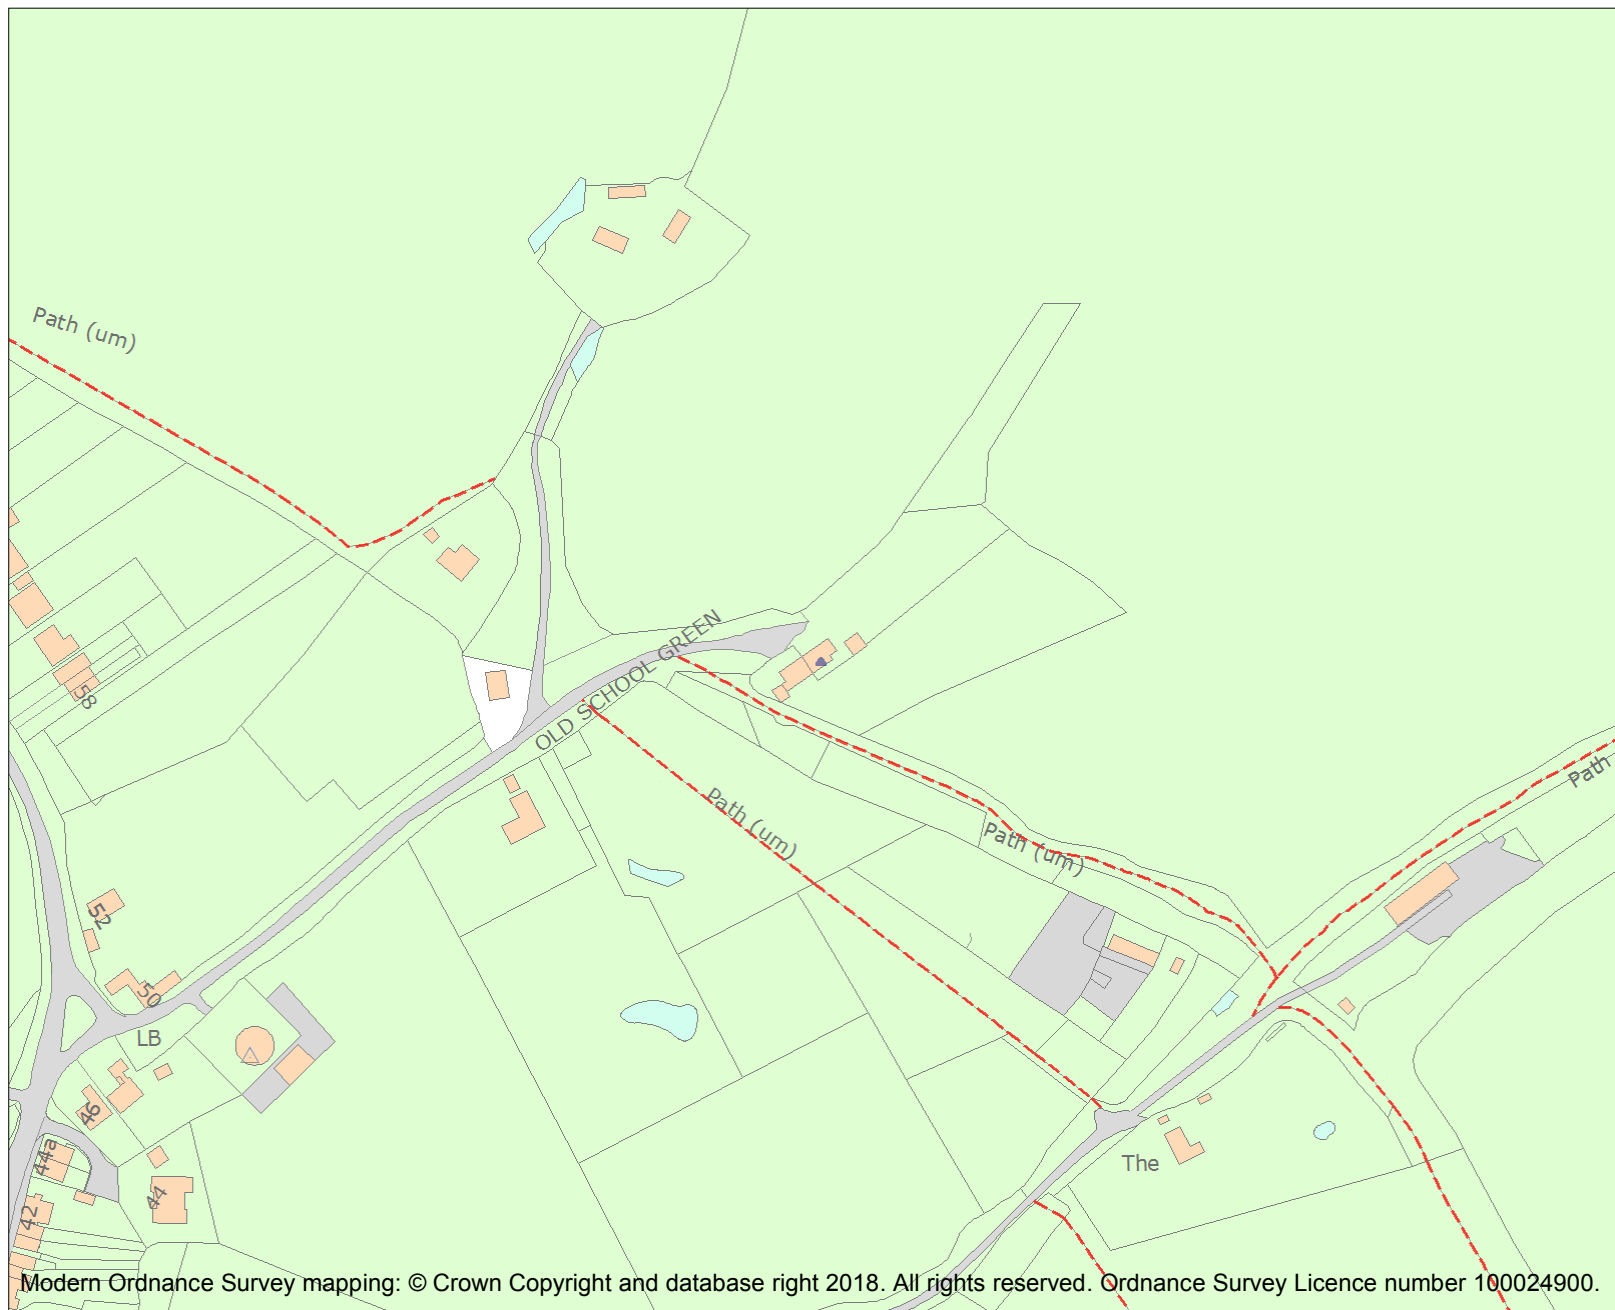 Path (um)
58
OLD SCHOOL GREEN
Path (um)
Path (um)
Path
52
50
LB
46
44a
44
42
The
Modern Ordnance Survey mapping: © Crown Copyright and database right 2018. All rights reserved. Ordnance Survey Licence number 100024900.